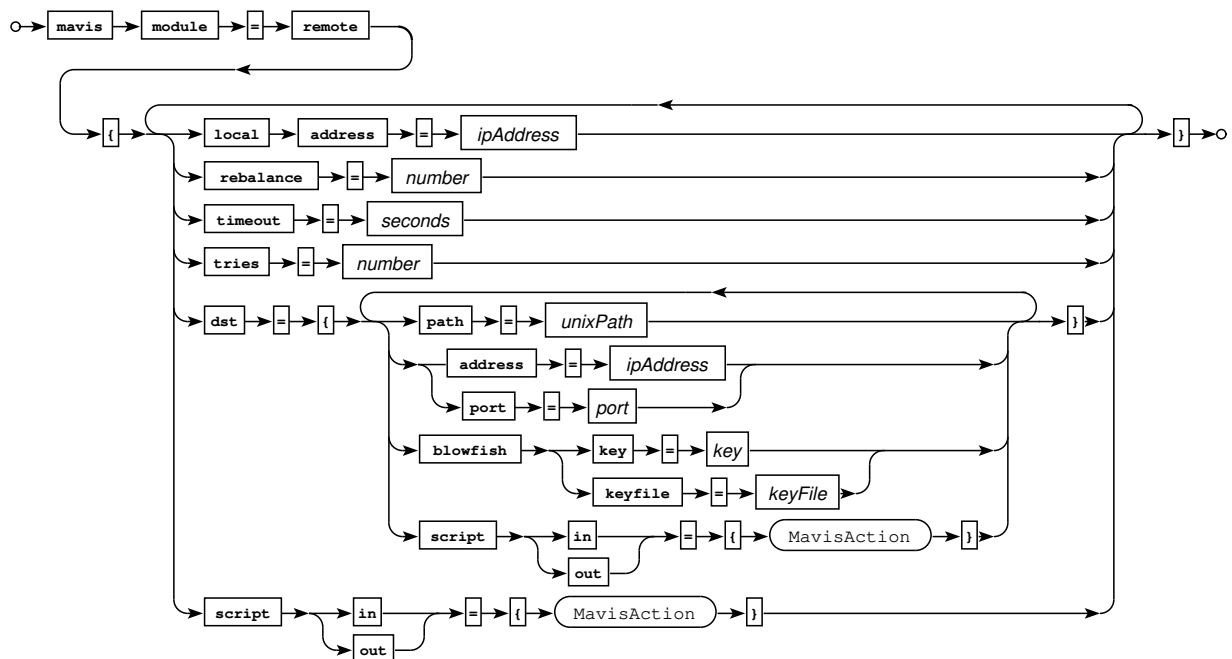 mavis module = remote
{ local address = ipAddress }
rebalance = number
timeout = seconds
tries = number
dst = { path = unixPath }
address = ipAddress
port = port
blowfish key = key
keyfile = keyFile
script in = { MavisAction }
out
script in = { MavisAction }
out